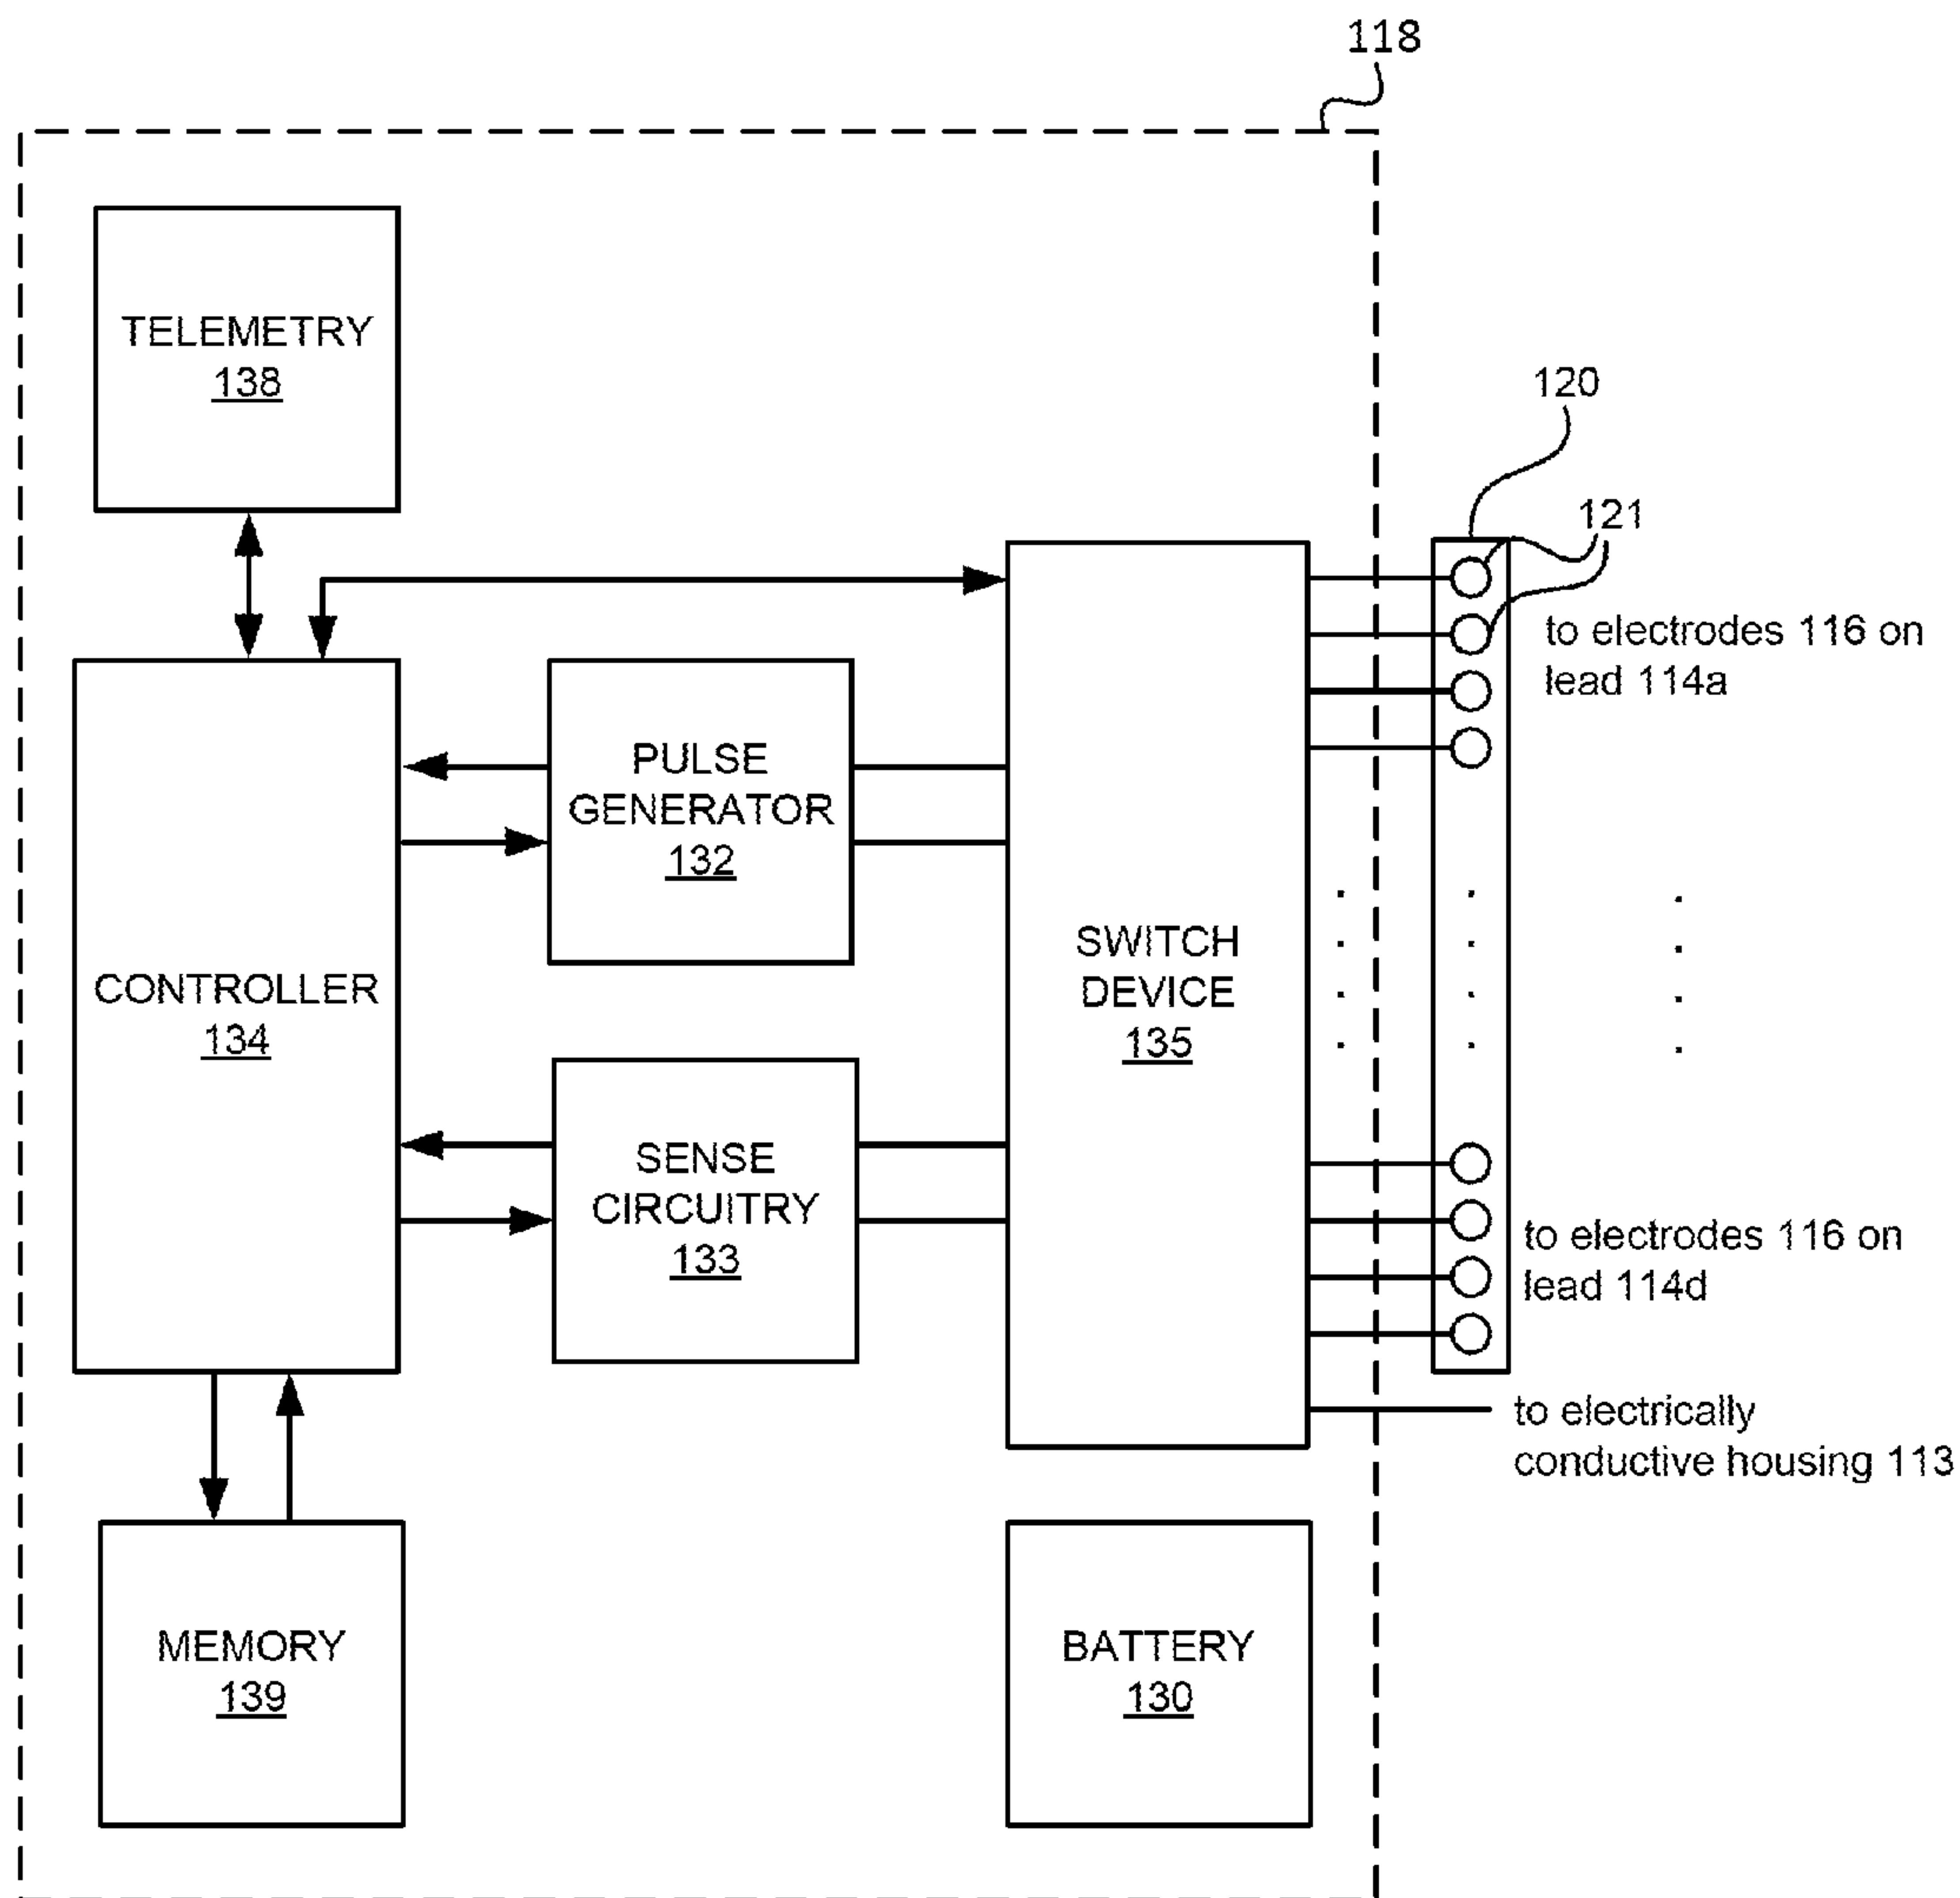 118
TELEMETRY
138
120
121
to electrodes 116 on
lead 114a
PULSE
GENERATOR
132
SWITCH
DEVICE
135
CONTROLLER
134
SENSE
CIRCUITRY
133
to electrodes 116 on
lead 114d
to electrically
conductive housing 113
MEMORY
139
BATTERY
130